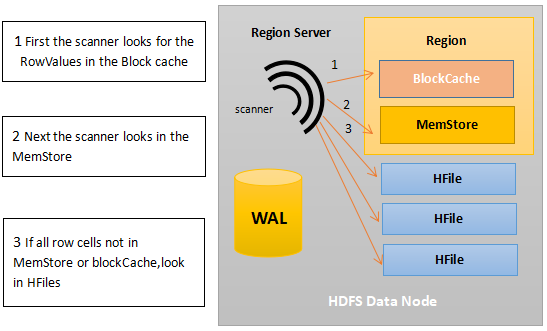 1 First the scanner looks for the
RowValues in the Block cache
2 Next the scanner looks in the
MemStore
3 If all row cells not in
MemStore or blockCache,look
in HFiles
Region Server
Region
1
BlockCache
scanner
2
3
MemStore
HFile
WAL
HFile
HFile
HDFS Data Node